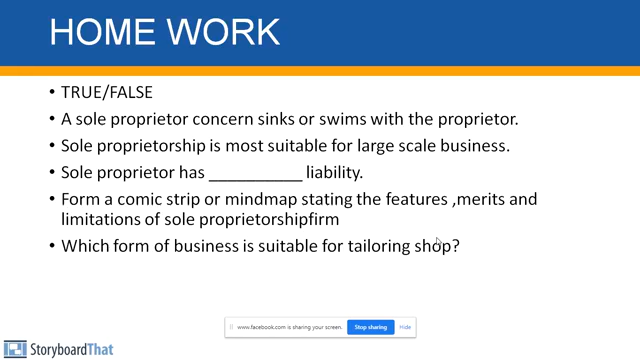 HOME WORK
• TRUE/FALSE
• A sole proprietor concern sinks or swims with the proprietor.
• Sole proprietorship is most suitable for large scale business.
• Sole proprietor has ___________ liability.
• Form a comic strip or mindmap stating the features ,merits and
limitations of sole proprietorshipfirm
• Which form of business is suitable for tailoring shop?
www.facebook.com is sharing your screen. Stop sharing Hide
StoryboardThat